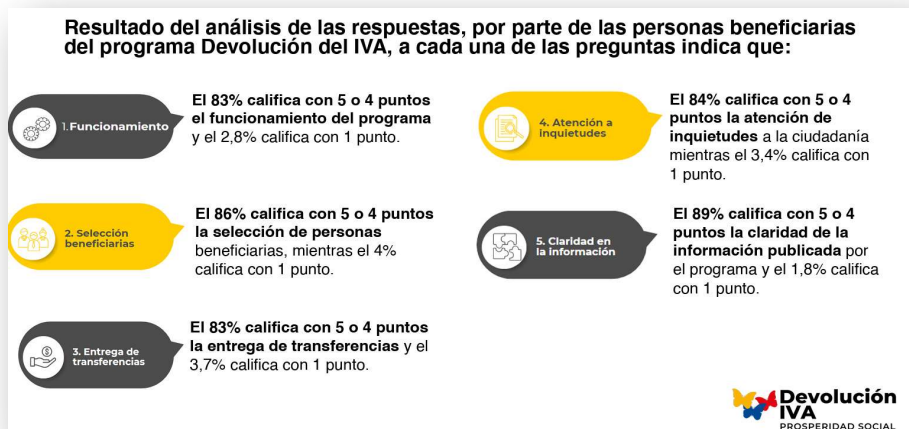 Resultado del análisis de las respuestas, por parte de las personas beneficiarias
del programa Devolución del IVA, a cada una de las preguntas indica que:
1.Funcionamiento
El 83% califica con 5 o 4 puntos
el funcionamiento del programa
y el 2,8% califica con 1 punto.
2. Selección
beneficiarias
El 86% califica con 5 o 4 puntos
la selección de personas
beneficiarias, mientras el 4%
califica con 1 punto.
3. Entrega de
transferencias
El 83% califica con 5 o 4 puntos
la entrega de transferencias y el
3,7% califica con 1 punto.
4. Atención a
inquietudes
El 84% califica con 5 o 4
puntos la atención de
inquietudes a la ciudadanía
mientras el 3,4% califica con
1 punto.
5. Claridad en
la información
El 89% califica con 5 o 4
puntos la claridad de la
información publicada por
el programa y el 1,8% califica
con 1 punto.
Devolución
IVA
PROSPERIDAD SOCIAL